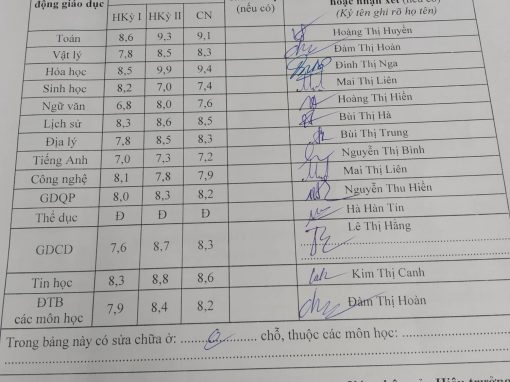 động giáo dục HKỳ I HKỳ II CN (nếu có) hoặc nhận xét (nếu có)
(Ký tên ghi rõ họ tên)
Toán 8,6 9,3 9,1 Hoàng Thị Huyền
Vật lý 7,8 8,5 8,3 Đàm Thị Hoàn
Hóa học 8,5 9,9 9,4 Đinh Thị Nga
Sinh học 8,2 7,0 7,4 Mai Thị Liên
Ngữ văn 6,8 8,0 7,6 Hoàng Thị Hiền
Lịch sử 8,3 8,6 8,5 Bùi Thị Hà
Địa lý 7,8 8,5 8,3 Bùi Thị Trung
Tiếng Anh 7,0 7,3 7,2 Nguyễn Thị Bình
Công nghệ 8,1 7,8 7,9 Mai Thị Liên
GDQP 8,0 8,3 8,2 Nguyễn Thu Hiền
Thể dục Đ Đ Đ Hà Hàn Tin
GDCD 7,6 8,7 8,3 Lê Thị Hằng
Tin học 8,3 8,8 8,6 Kim Thị Canh
ĐTB
các môn học 7,9 8,4 8,2 Đàm Thị Hoàn
Trong bảng này có sửa chữa ở: ...0... chỗ, thuộc các môn học:
Hiệu trưởng